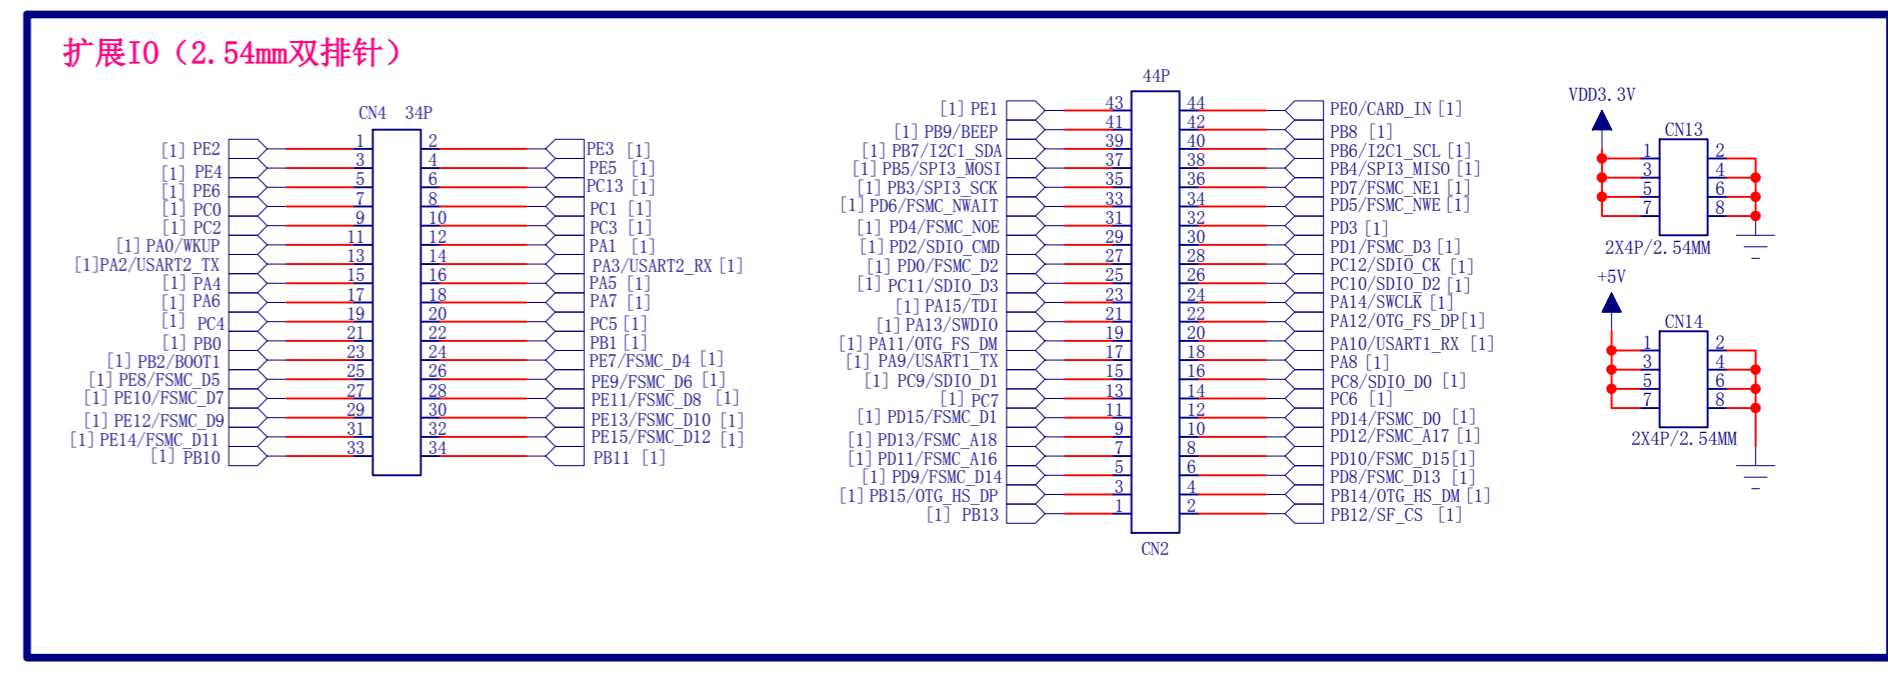 扩展IO（2.54mm双排针）
CN4 34P
[1] PE2 1 2 PE3 [1]
[1] PE4 3 4 PE5 [1]
[1] PE6 5 6 PC13 [1]
[1] PC0 7 8 PC1 [1]
[1] PC2 9 10 PC3 [1]
[1] PA0/WKUP 11 12 PA1 [1]
[1]PA2/USART2_TX 13 14 PA3/USART2_RX [1]
[1] PA4 15 16 PA5 [1]
[1] PA6 17 18 PA7 [1]
[1] PC4 19 20 PC5 [1]
[1] PB0 21 22 PB1 [1]
[1] PB2/BOOT1 23 24 PE7/FSMC_D4 [1]
[1] PE8/FSMC_D5 25 26 PE9/FSMC_D6 [1]
[1] PE10/FSMC_D7 27 28 PE11/FSMC_D8 [1]
[1] PE12/FSMC_D9 29 30 PE13/FSMC_D10 [1]
[1] PE14/FSMC_D11 31 32 PE15/FSMC_D12 [1]
[1] PB10 33 34 PB11 [1]
44P
[1] PE1 43 44 PE0/CARD_IN [1]
[1] PB9/BEEP 41 42 PB8 [1]
[1] PB7/I2C1_SDA 39 40 PB6/I2C1_SCL [1]
[1] PB5/SPI3_MOSI 37 38 PB4/SPI3_MISO [1]
[1] PB3/SPI3_SCK 35 36 PD7/FSMC_NE1 [1]
[1] PD6/FSMC_NWAIT 33 34 PD5/FSMC_NWE [1]
[1] PD4/FSMC_NOE 31 32 PD3 [1]
[1] PD2/SDIO_CMD 29 30 PD1/FSMC_D3 [1]
[1] PD0/FSMC_D2 27 28 PC12/SDIO_CK [1]
[1] PC11/SDIO_D3 25 26 PC10/SDIO_D2 [1]
[1] PA15/TDI 23 24 PA14/SWCLK [1]
[1] PA13/SWDIO 21 22 PA12/OTG_FS_DP[1]
[1] PA11/OTG_FS_DM 19 20 PA10/USART1_RX [1]
[1] PA9/USART1_TX 17 18 PA8 [1]
[1] PC9/SDIO_D1 15 16 PC8/SDIO_D0 [1]
[1] PC7 13 14 PC6 [1]
[1] PD15/FSMC_D1 11 12 PD14/FSMC_D0 [1]
[1] PD13/FSMC_A18 9 10 PD12/FSMC_A17 [1]
[1] PD11/FSMC_A16 7 8 PD10/FSMC_D15[1]
[1] PD9/FSMC_D14 5 6 PD8/FSMC_D13 [1]
[1] PB15/OTG_HS_DP 3 4 PB14/OTG_HS_DM [1]
[1] PB13 1 2 PB12/SF_CS [1]
CN2
VDD3.3V
CN13
1 2
3 4
5 6
7 8
2X4P/2.54MM
+5V
CN14
1 2
3 4
5 6
7 8
2X4P/2.54MM